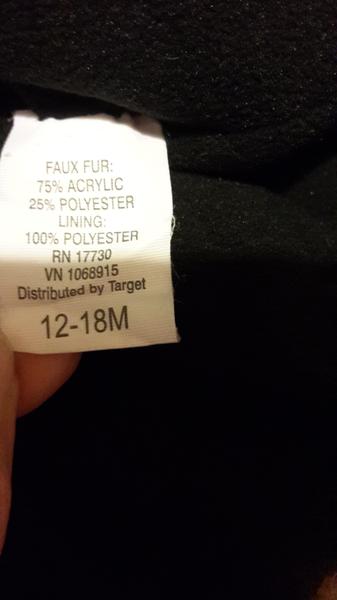 FAUX FUR:
75% ACRYLIC
25% POLYESTER
LINING:
100% POLYESTER
RN 17730
VN 1068915
Distributed by Target
12-18M